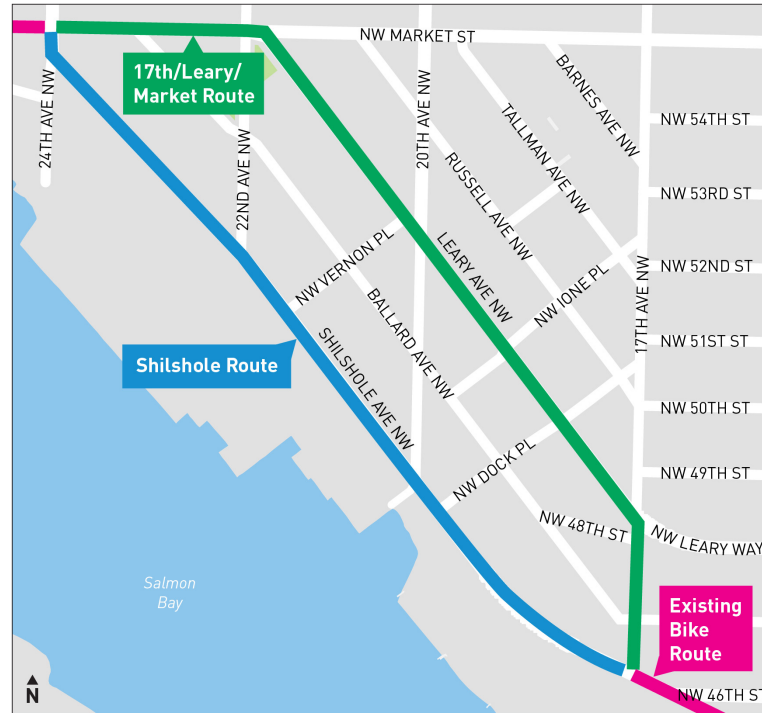 NW MARKET ST
17th/Leary/
Market Route
24TH AVE NW
22ND AVE NW
20TH AVE NW
BARNES AVE NW
TALLMAN AVE NW
RUSSELL AVE NW
NW 54TH ST
NW 53RD ST
NW VERNON PL
LEARY AVE NW
NW IONE PL
17TH AVE NW
NW 52ND ST
BALLARD AVE NW
SHILSHOLE AVE NW
Shilshole Route
NW 51ST ST
NW 50TH ST
NW DOCK PL
NW 49TH ST
NW 48TH ST
NW LEARY WAY
Salmon
Bay
Existing
Bike
Route
NW 46TH ST
N